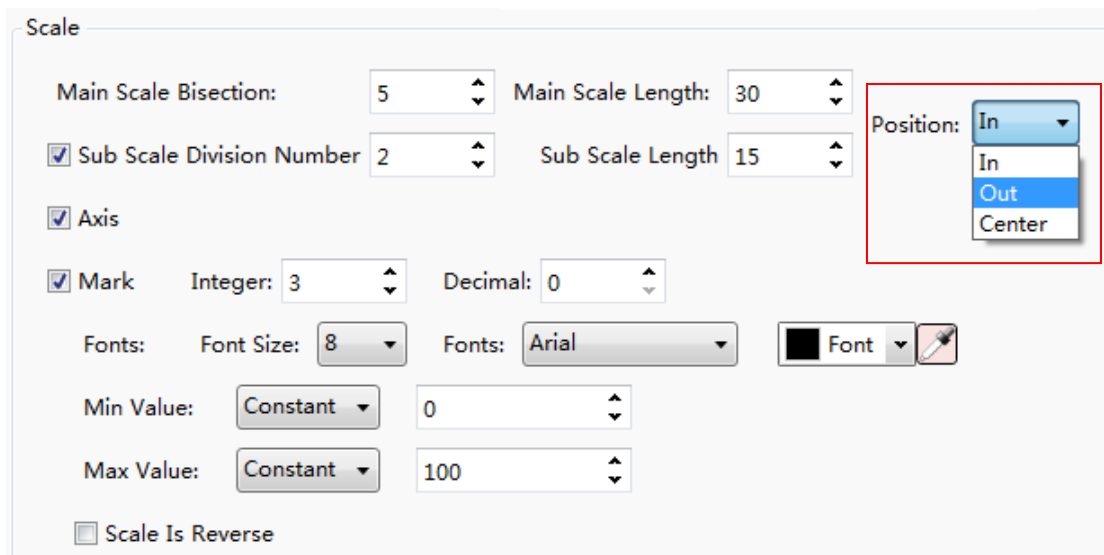 Scale
Main Scale Bisection: 5 Main Scale Length: 30
Position: In
Sub Scale Division Number 2 Sub Scale Length 15
In
Out
Center
Axis
Mark Integer: 3 Decimal: 0
Fonts: Font Size: 8 Fonts: Arial Font
Min Value: Constant 0
Max Value: Constant 100
Scale Is Reverse